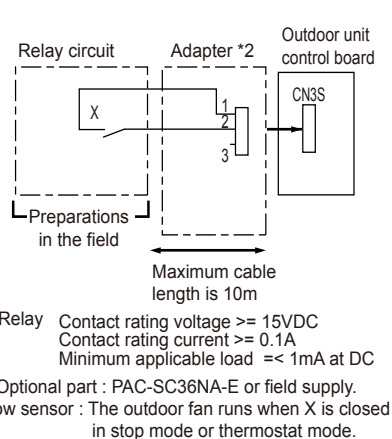 Relay circuit
Adapter *2
Outdoor unit
control board
X
1
2
3
CN3S
Preparations
in the field
Maximum cable
length is 10m
Relay Contact rating voltage >= 15VDC
Contact rating current >= 0.1A
Minimum applicable load =< 1mA at DC
Optional part : PAC-SC36NA-E or field supply.
ow sensor : The outdoor fan runs when X is closed
in stop mode or thermostat mode.